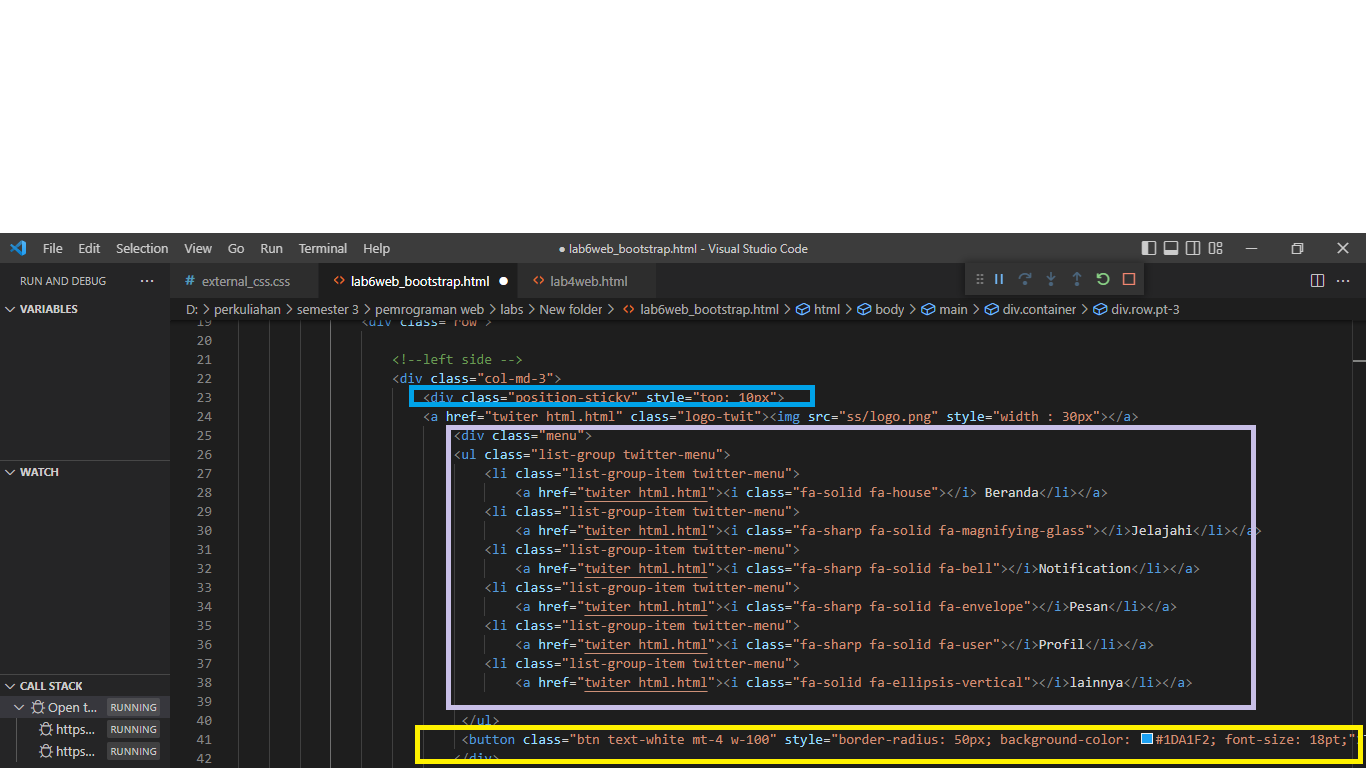 File Edit Selection View Go Run Terminal Help ● lab6web_bootstrap.html - Visual Studio Code
RUN AND DEBUG ··· # external_css.css <> lab6web_bootstrap.html ● <> lab4web.html
VARIABLES
D: > perkuliahan > semester 3 > pemrograman web > labs > New folder > <> lab6web_bootstrap.html > html > body > main > div.container > div.row.pt-3
19 <div class="row">
20
21 <!--left side -->
22 <div class="col-md-3">
23 <div class="position-sticky" style="top: 10px">
24 <a href="twiter html.html" class="logo-twit"><img src="ss/logo.png" style="width : 30px"></a>
25 <div class="menu">
26 <ul class="list-group twitter-menu">
27 <li class="list-group-item twitter-menu">
28 <a href="twiter html.html"><i class="fa-solid fa-house"></i> Beranda</li></a>
29 <li class="list-group-item twitter-menu">
30 <a href="twiter html.html"><i class="fa-sharp fa-solid fa-magnifying-glass"></i>Jelajahi</li></a>
31 <li class="list-group-item twitter-menu">
32 <a href="twiter html.html"><i class="fa-sharp fa-solid fa-bell"></i>Notification</li></a>
33 <li class="list-group-item twitter-menu">
34 <a href="twiter html.html"><i class="fa-sharp fa-solid fa-envelope"></i>Pesan</li></a>
35 <li class="list-group-item twitter-menu">
36 <a href="twiter html.html"><i class="fa-sharp fa-solid fa-user"></i>Profil</li></a>
37 <li class="list-group-item twitter-menu">
38 <a href="twiter html.html"><i class="fa-solid fa-ellipsis-vertical"></i>lainnya</li></a>
39
40 </ul>
41 <button class="btn text-white mt-4 w-100" style="border-radius: 50px; background-color: #1DA1F2; font-size: 18pt;"
42 </div>
WATCH
CALL STACK
Open t... RUNNING
https... RUNNING
https... RUNNING